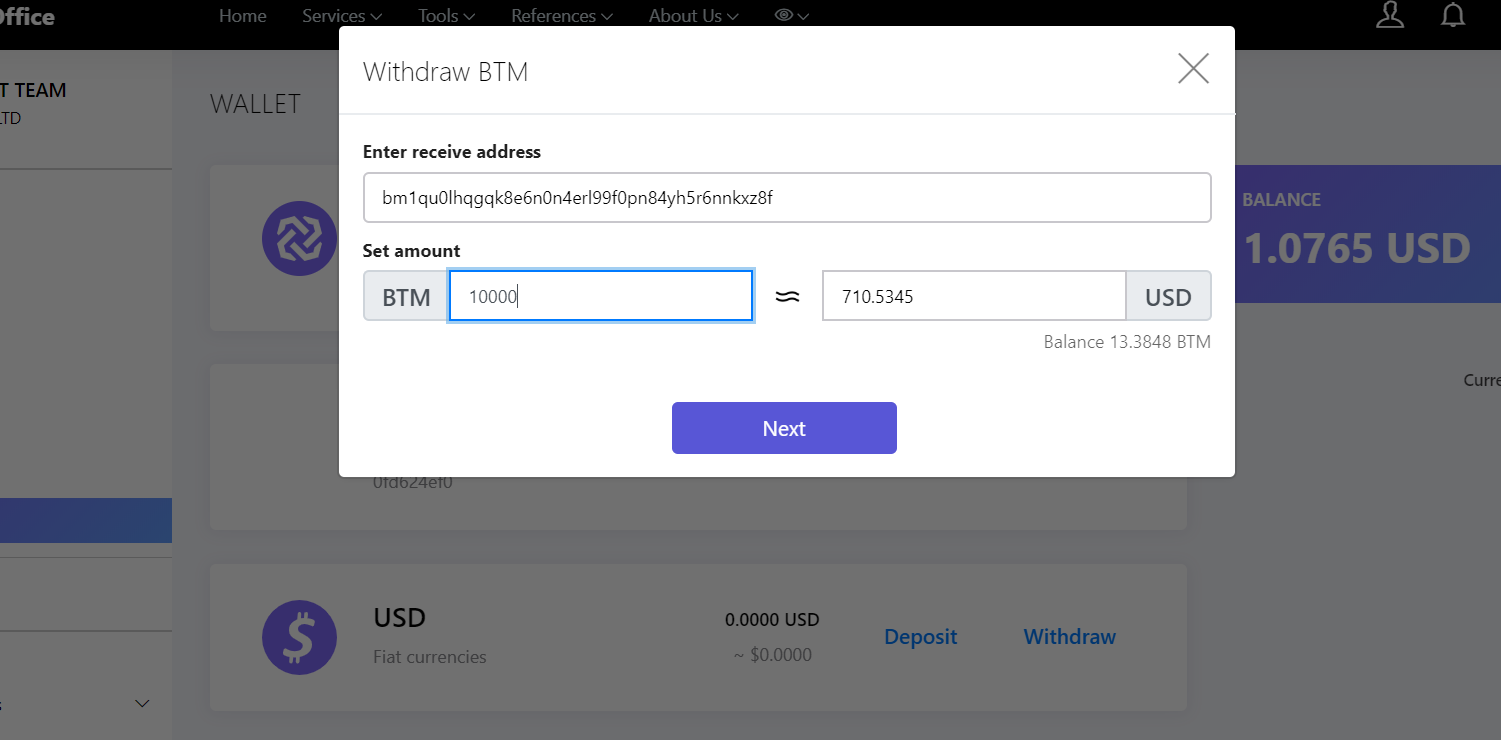 Office
Home Services Tools References About Us
T TEAM
LTD
WALLET
Withdraw BTM
Enter receive address
bm1qu0lhqgqk8e6n0n4erl99f0pn84yh5r6nnkxz8f
Set amount
BTM 10000 ≈ 710.5345 USD
Balance 13.3848 BTM
Next
BALANCE
1.0765 USD
Curre
0fd624ef0
USD
Fiat currencies
0.0000 USD
~ $0.0000
Deposit
Withdraw
s